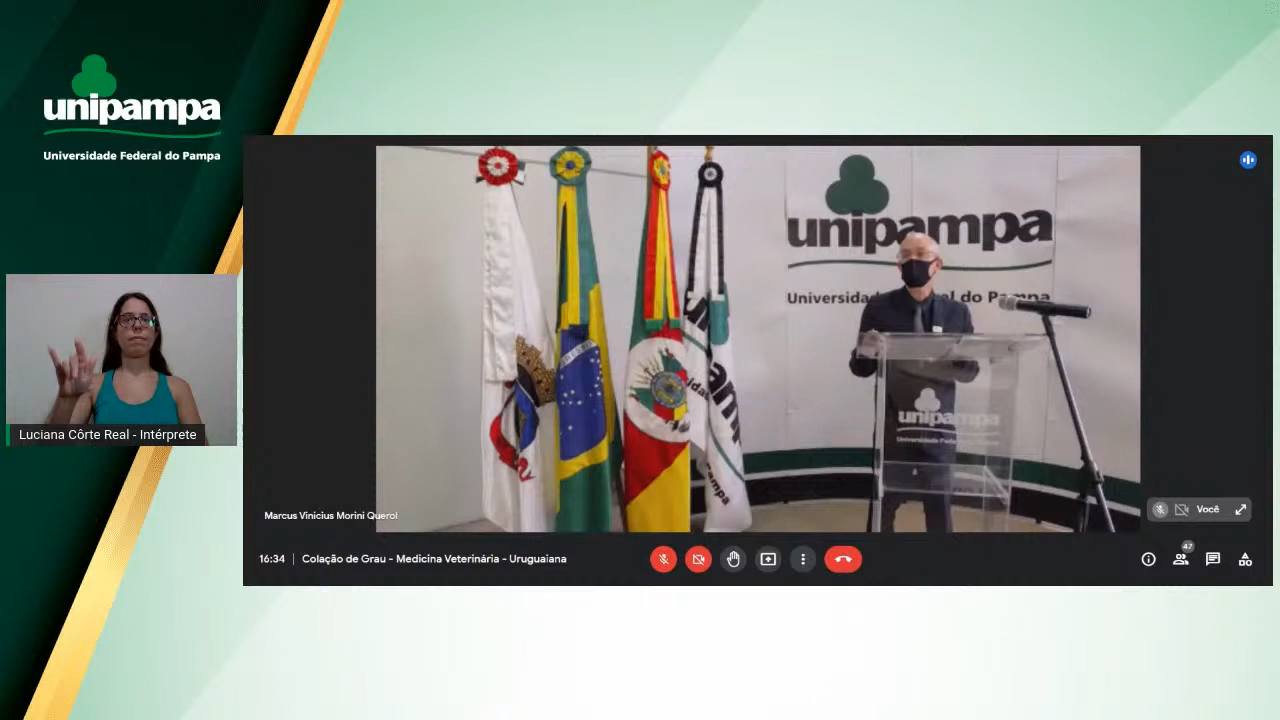 unipampa
Universidade Federal do Pampa
Luciana Côrte Real - Intérprete
unipampa
Universidade Federal do Pampa
unipampa
Universidade Federal do Pampa
Pampa
Marcus Vinicius Morini Querol
Você
16:34
Colação de Grau - Medicina Veterinária - Uruguaiana
47